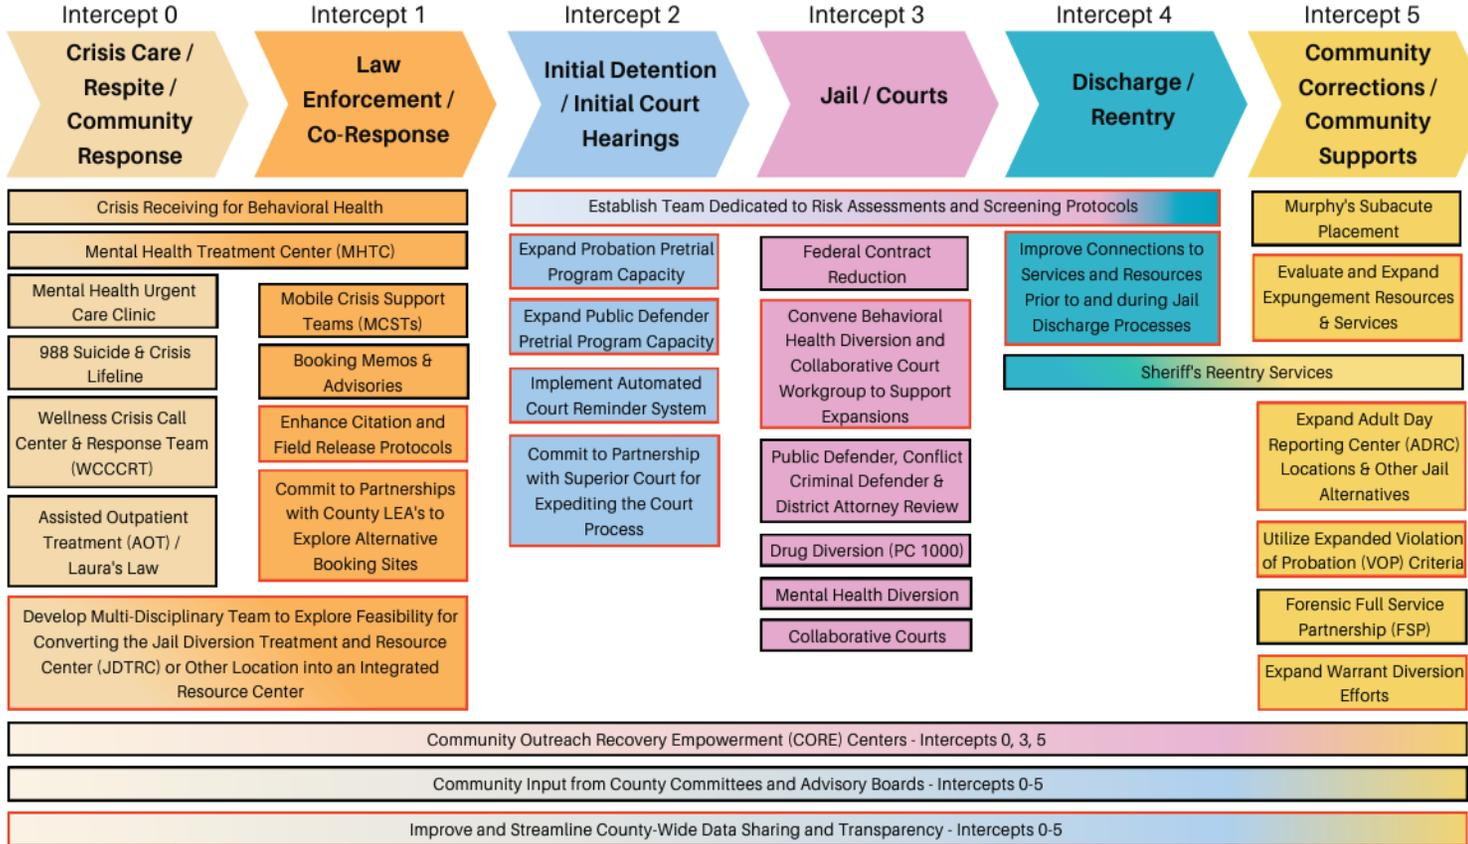 Intercept 0
Intercept 1
Intercept 2
Intercept 3
Intercept 4
Intercept 5
Crisis Care /
Respite /
Community
Response
Law
Enforcement /
Co-Response
Initial Detention
/ Initial Court
Hearings
Jail / Courts
Discharge /
Reentry
Community
Corrections /
Community
Supports
Crisis Receiving for Behavioral Health
Mental Health Treatment Center (MHTC)
Mental Health Urgent
Care Clinic
988 Suicide & Crisis
Lifeline
Wellness Crisis Call
Center & Response Team
(WCCCRT)
Assisted Outpatient
Treatment (AOT) /
Laura's Law
Mobile Crisis Support
Teams (MCSTs)
Booking Memos &
Advisories
Enhance Citation and
Field Release Protocols
Commit to Partnerships
with County LEA's to
Explore Alternative
Booking Sites
Develop Multi-Disciplinary Team to Explore Feasibility for
Converting the Jail Diversion Treatment and Resource
Center (JDTRC) or Other Location into an Integrated
Resource Center
Establish Team Dedicated to Risk Assessments and Screening Protocols
Expand Probation Pretrial
Program Capacity
Expand Public Defender
Pretrial Program Capacity
Implement Automated
Court Reminder System
Commit to Partnership
with Superior Court for
Expediting the Court
Process
Federal Contract
Reduction
Convene Behavioral
Health Diversion and
Collaborative Court
Workgroup to Support
Expansions
Public Defender, Conflict
Criminal Defender &
District Attorney Review
Drug Diversion (PC 1000)
Mental Health Diversion
Collaborative Courts
Improve Connections to
Services and Resources
Prior to and during Jail
Discharge Processes
Murphy's Subacute
Placement
Evaluate and Expand
Expungement Resources
& Services
Sheriff's Reentry Services
Expand Adult Day
Reporting Center (ADRC)
Locations & Other Jail
Alternatives
Utilize Expanded Violation
of Probation (VOP) Criteria
Forensic Full Service
Partnership (FSP)
Expand Warrant Diversion
Efforts
Community Outreach Recovery Empowerment (CORE) Centers - Intercepts 0, 3, 5
Community Input from County Committees and Advisory Boards - Intercepts 0-5
Improve and Streamline County-Wide Data Sharing and Transparency - Intercepts 0-5